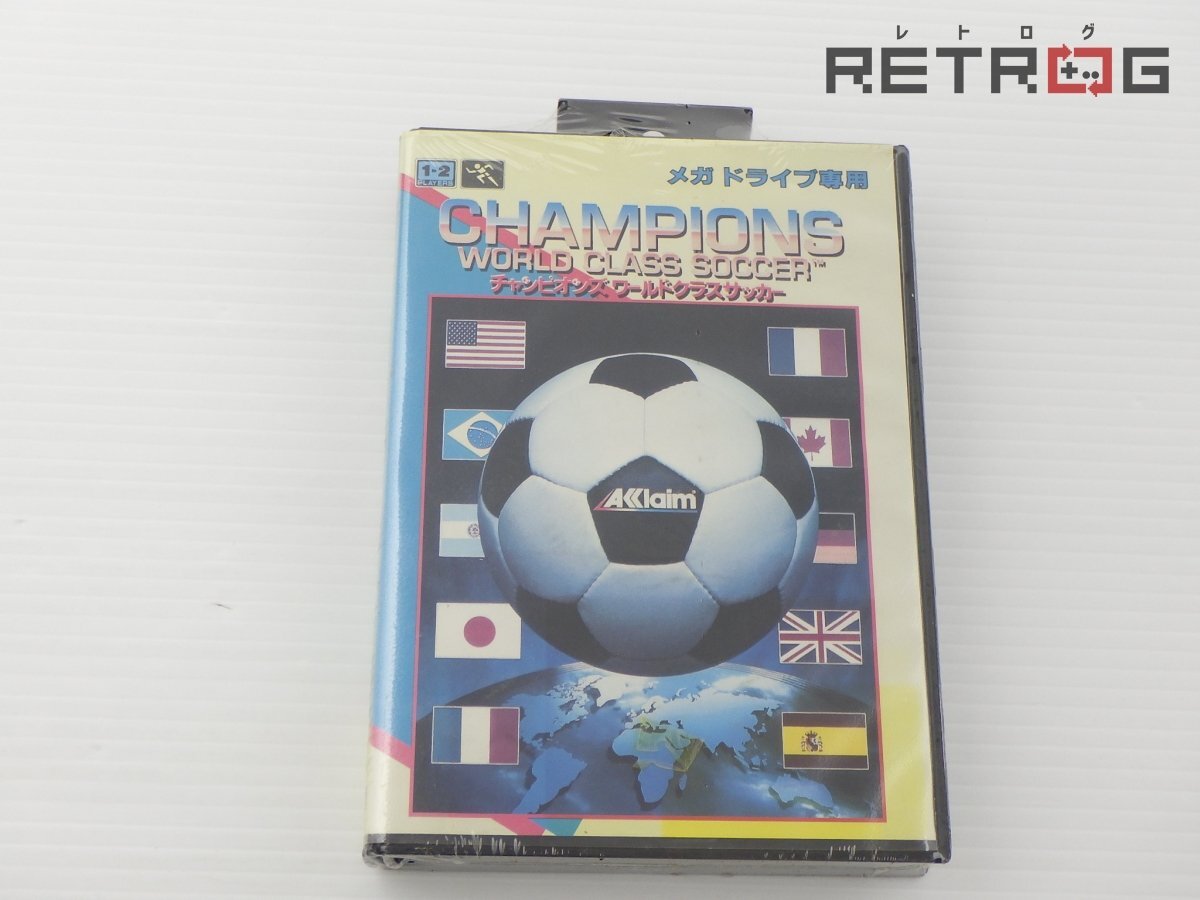 レトログ
RETROG
1-2
PLAYERS
メガドライブ専用
CHAMPIONS
WORLD CLASS SOCCER™
チャンピオンズ ワールドクラスサッカー
AKKlaim